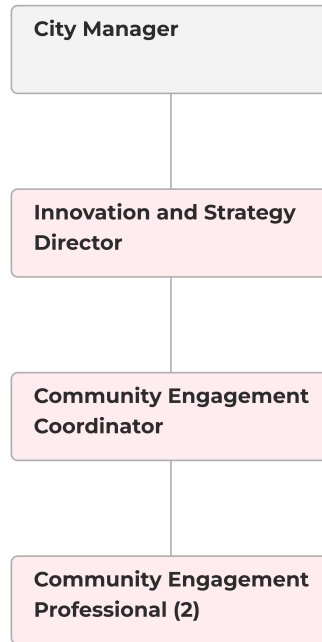 City Manager
Innovation and Strategy
Director
Community Engagement
Coordinator
Community Engagement
Professional (2)